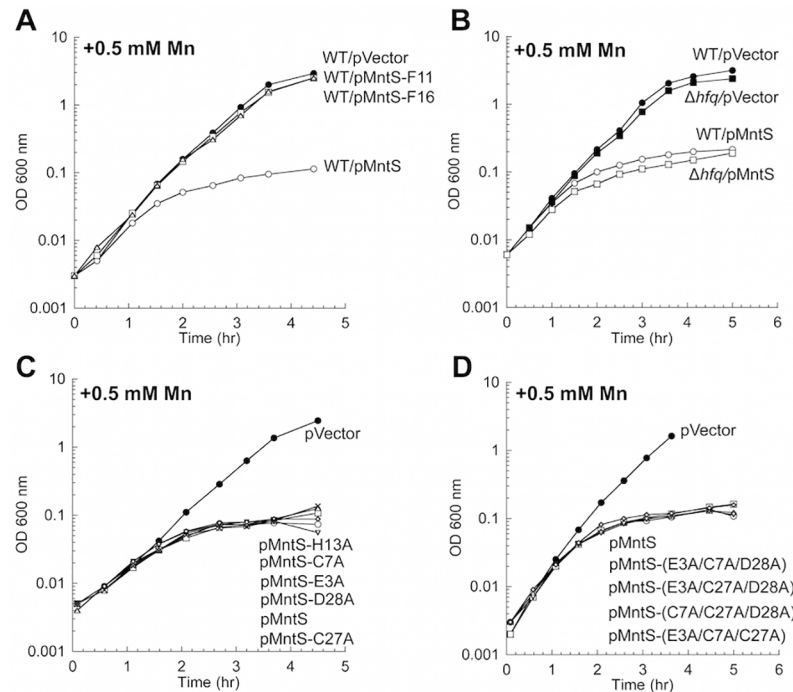 A
+0.5 mM Mn
10
1
0.1
0.01
0.001
OD 600 nm
WT/pVector
WT/pMntS-F11
WT/pMntS-F16
WT/pMntS
0 1 2 3 4 5
Time (hr)
B
+0.5 mM Mn
10
1
0.1
0.01
0.001
OD 600 nm
WT/pVector
Δhfq/pVector
WT/pMntS
Δhfq/pMntS
0 1 2 3 4 5
Time (hr)
C
+0.5 mM Mn
10
1
0.1
0.01
0.001
OD 600 nm
pVector
pMntS-H13A
pMntS-C7A
pMntS-E3A
pMntS-D28A
pMntS
pMntS-C27A
0 1 2 3 4 5
Time (hr)
D
+0.5 mM Mn
10
1
0.1
0.01
0.001
OD 600 nm
pVector
pMntS
pMntS-(E3A/C7A/D28A)
pMntS-(E3A/C27A/D28A)
pMntS-(C7A/C27A/D28A)
pMntS-(E3A/C7A/C27A)
0 1 2 3 4 5
Time (hr)